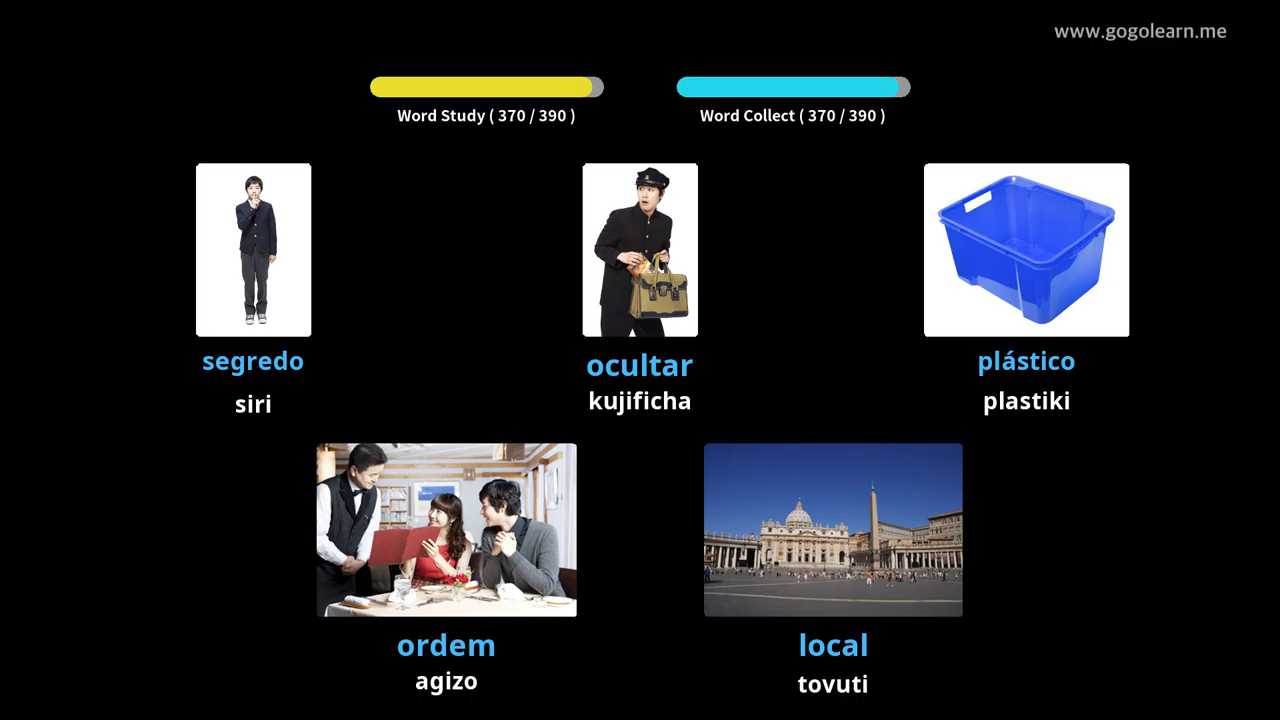 www.gogolearn.me
Word Study ( 370 / 390 )
Word Collect ( 370 / 390 )
segredo
siri
ocultar
kujificha
plástico
plastiki
ordem
agizo
local
tovuti